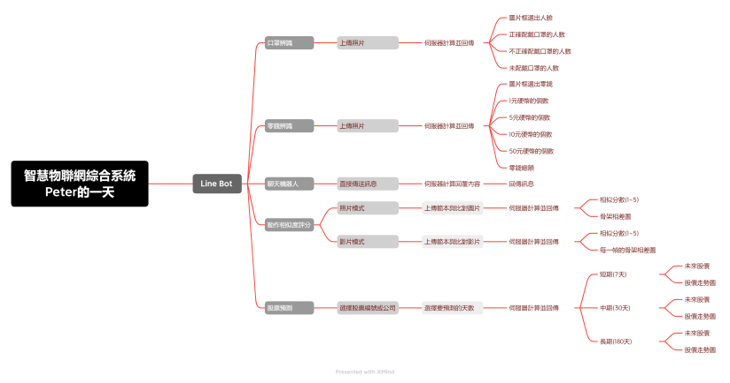 智慧物聯網綜合系統
Peter的一天
Line Bot
口罩辨識
上傳照片
伺服器計算並回傳
圖片框選出人臉
正確配戴口罩的人數
不正確配戴口罩的人數
未配戴口罩的人數
零錢辨識
上傳照片
伺服器計算並回傳
圖片框選出零錢
1元硬幣的個數
5元硬幣的個數
10元硬幣的個數
50元硬幣的個數
零錢總額
聊天機器人
直接傳送訊息
伺服器計算回覆內容
回傳訊息
動作相似度評分
照片模式
上傳範本與比對圖片
伺服器計算並回傳
相似分數(1~5)
骨架相差圖
影片模式
上傳範本與比對影片
伺服器計算並回傳
相似分數(1~5)
每一幀的骨架相差圖
股票預測
選擇股票編號或公司
選擇要預測的天數
伺服器計算並回傳
短期(7天)
未來股價
股價走勢圖
中期(30天)
未來股價
股價走勢圖
長期(180天)
未來股價
股價走勢圖
Presented with XMind